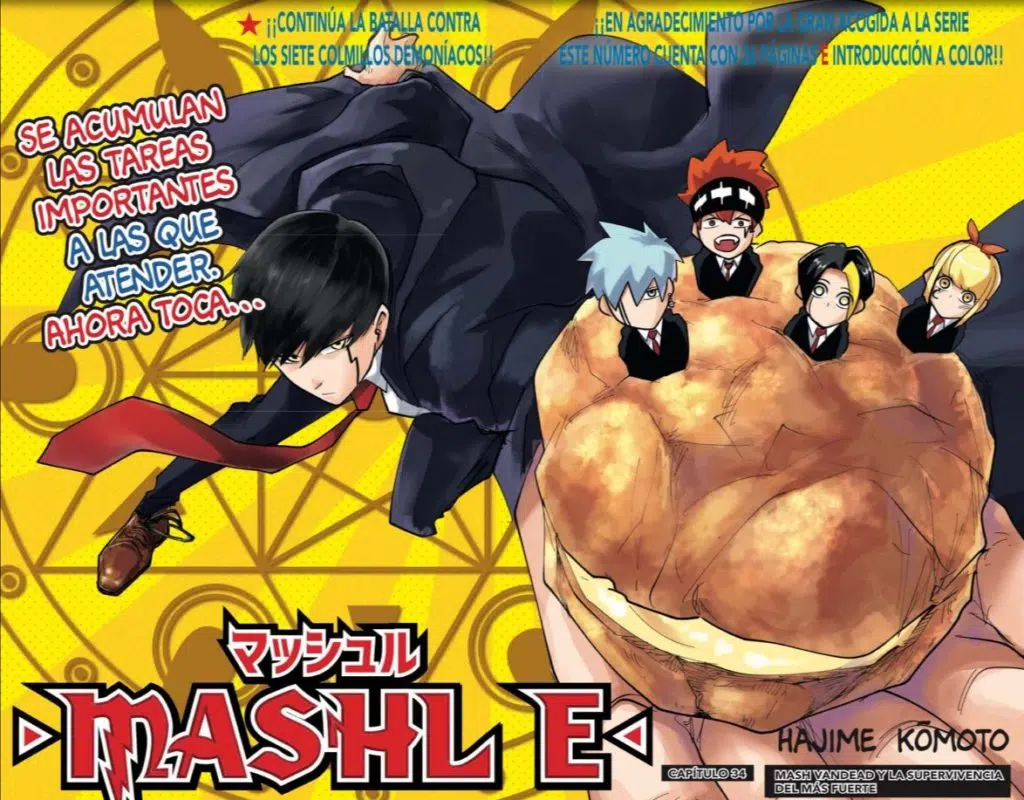 ★ ¡¡CONTINÚA LA BATALLA CONTRA
LOS SIETE COLMILLOS DEMONÍACOS!!
¡¡EN AGRADECIMIENTO POR LA GRAN ACOGIDA A LA SERIE
ESTE NÚMERO CUENTA CON PÁGINAS E INTRODUCCIÓN A COLOR!!
SE ACUMULAN
LAS TAREAS
IMPORTANTES
A LAS QUE
ATENDER.
AHORA TOCA...
マッシュル
MASHLE
HAJIME KŌMOTO
CAPÍTULO 34
MASH VANDEAD Y LA SUPERVIVENCIA
DEL MÁS FUERTE